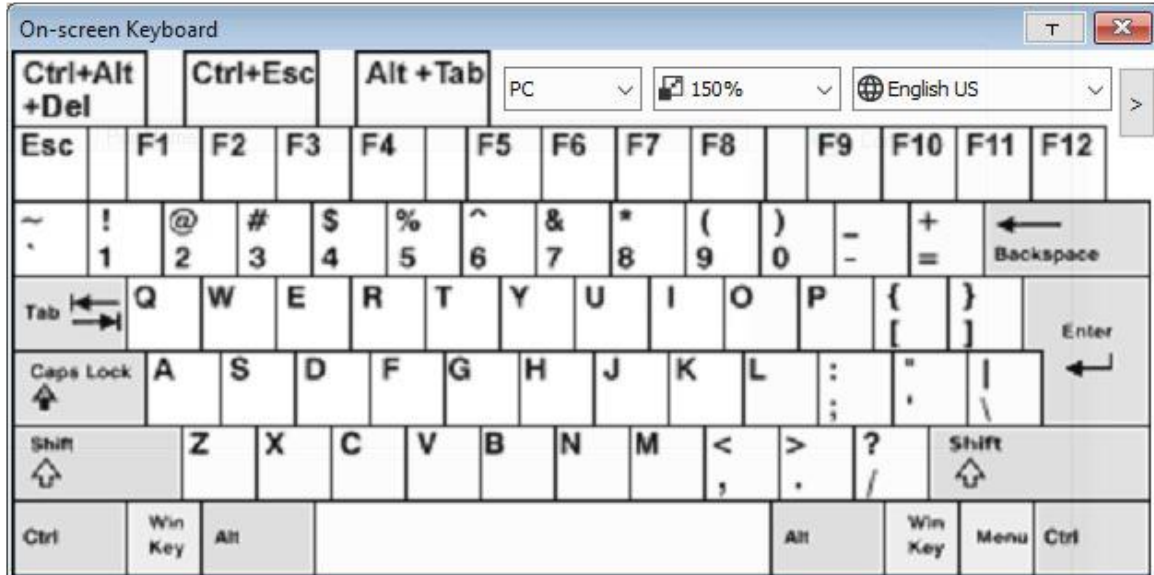 On-screen Keyboard
Ctrl+Alt Ctrl+Esc Alt +Tab PC 150% English US >
+Del
Esc F1 F2 F3 F4 F5 F6 F7 F8 F9 F10 F11 F12
~ ! @ # $ % ^ & * ( ) _ +
` 1 2 3 4 5 6 7 8 9 0 - = Backspace
Tab Q W E R T Y U I O P { }
[ ] Enter
Caps Lock A S D F G H J K L : " |
; ' \
Shift Z X C V B N M < > ? Shift
, . /
Ctrl Win Key Alt Alt Win Key Menu Ctrl